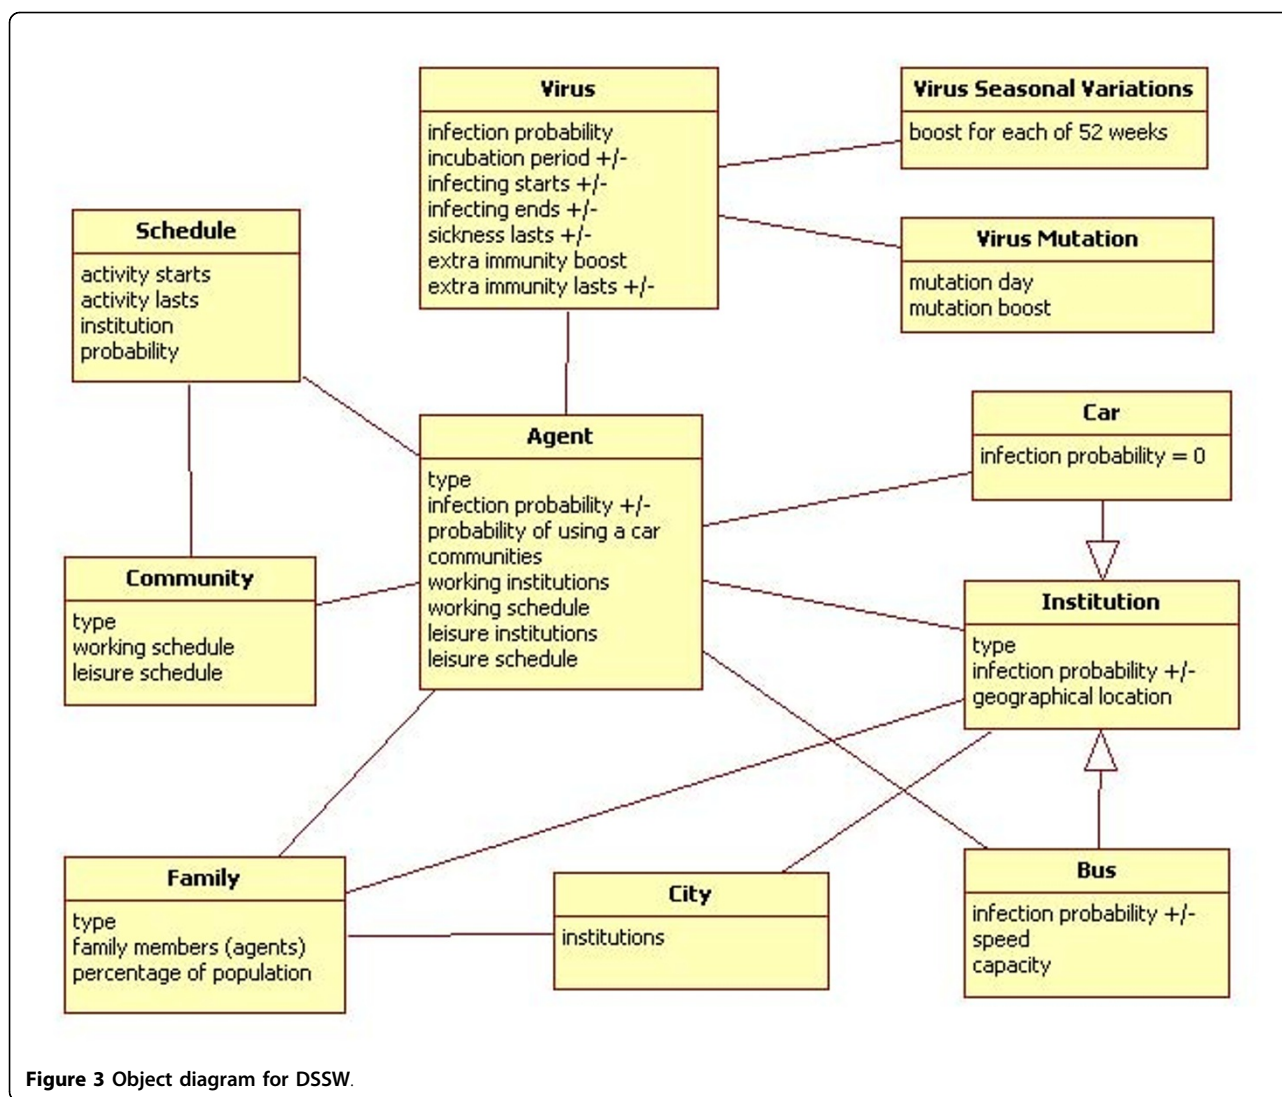 Virus
infection probability
incubation period +/-
infecting starts +/-
infecting ends +/-
sickness lasts +/-
extra immunity boost
extra immunity lasts +/-
Virus Seasonal Variations
boost for each of 52 weeks
Virus Mutation
mutation day
mutation boost
Schedule
activity starts
activity lasts
institution
probability
Agent
type
infection probability +/-
probability of using a car
communities
working institutions
working schedule
leisure institutions
leisure schedule
Car
infection probability = 0
Community
type
working schedule
leisure schedule
Institution
type
infection probability +/-
geographical location
Family
type
family members (agents)
percentage of population
City
institutions
Bus
infection probability +/-
speed
capacity
Figure 3 Object diagram for DSSW.